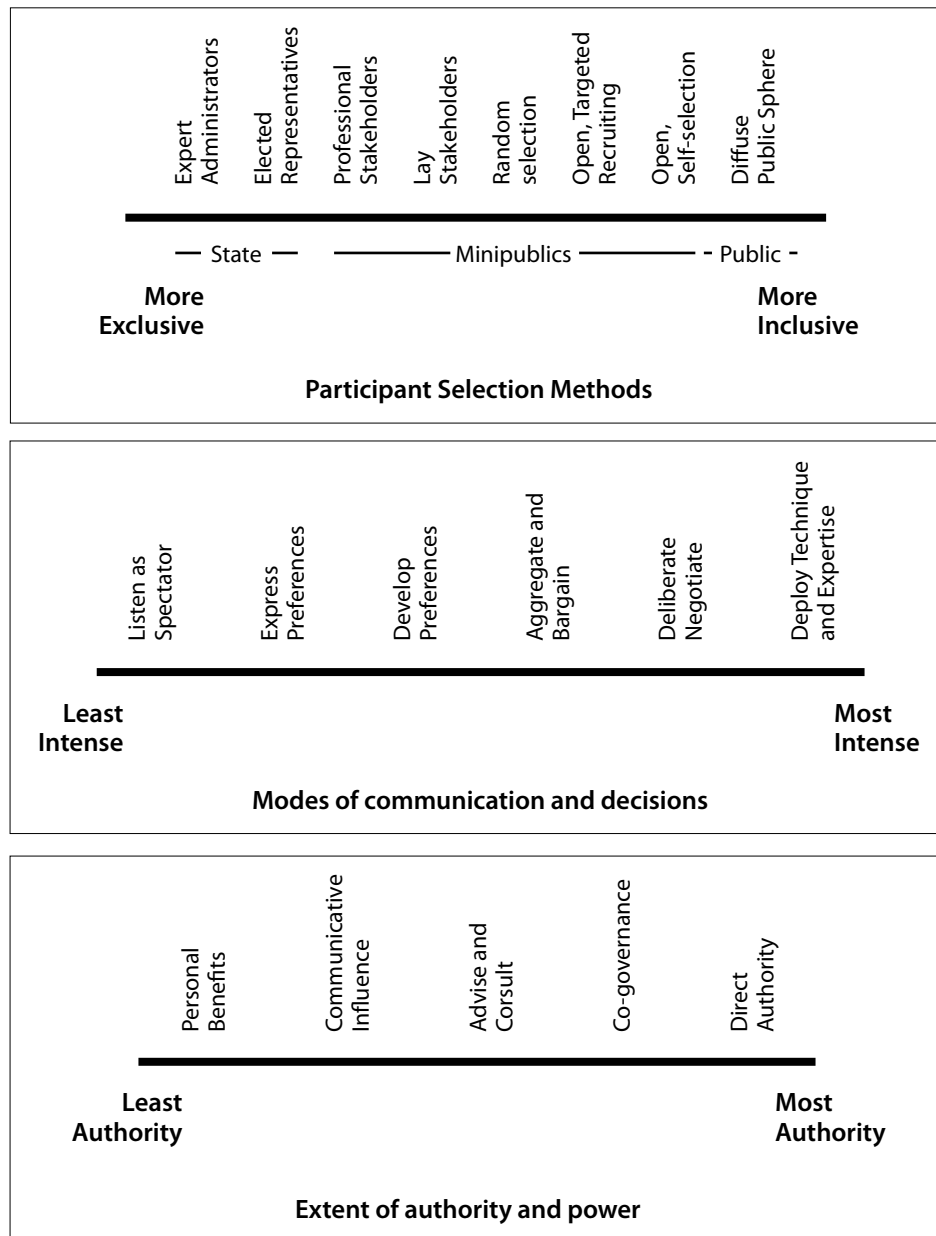 Expert
Administrators
Elected
Representatives
Professional
Stakeholders
Lay
Stakeholders
Random
selection
Open, Targeted
Recruiting
Open,
Self-selection
Diffuse
Public Sphere
State
Minipublics
Public
More
Exclusive
More
Inclusive
Participant Selection Methods
Listen as
Spectator
Express
Preferences
Develop
Preferences
Aggregate and
Bargain
Deliberate
Negotiate
Deploy Technique
and Expertise
Least
Intense
Most
Intense
Modes of communication and decisions
Personal
Benefits
Communicative
Influence
Advise and
Corsult
Co-governance
Direct
Authority
Least
Authority
Most
Authority
Extent of authority and power